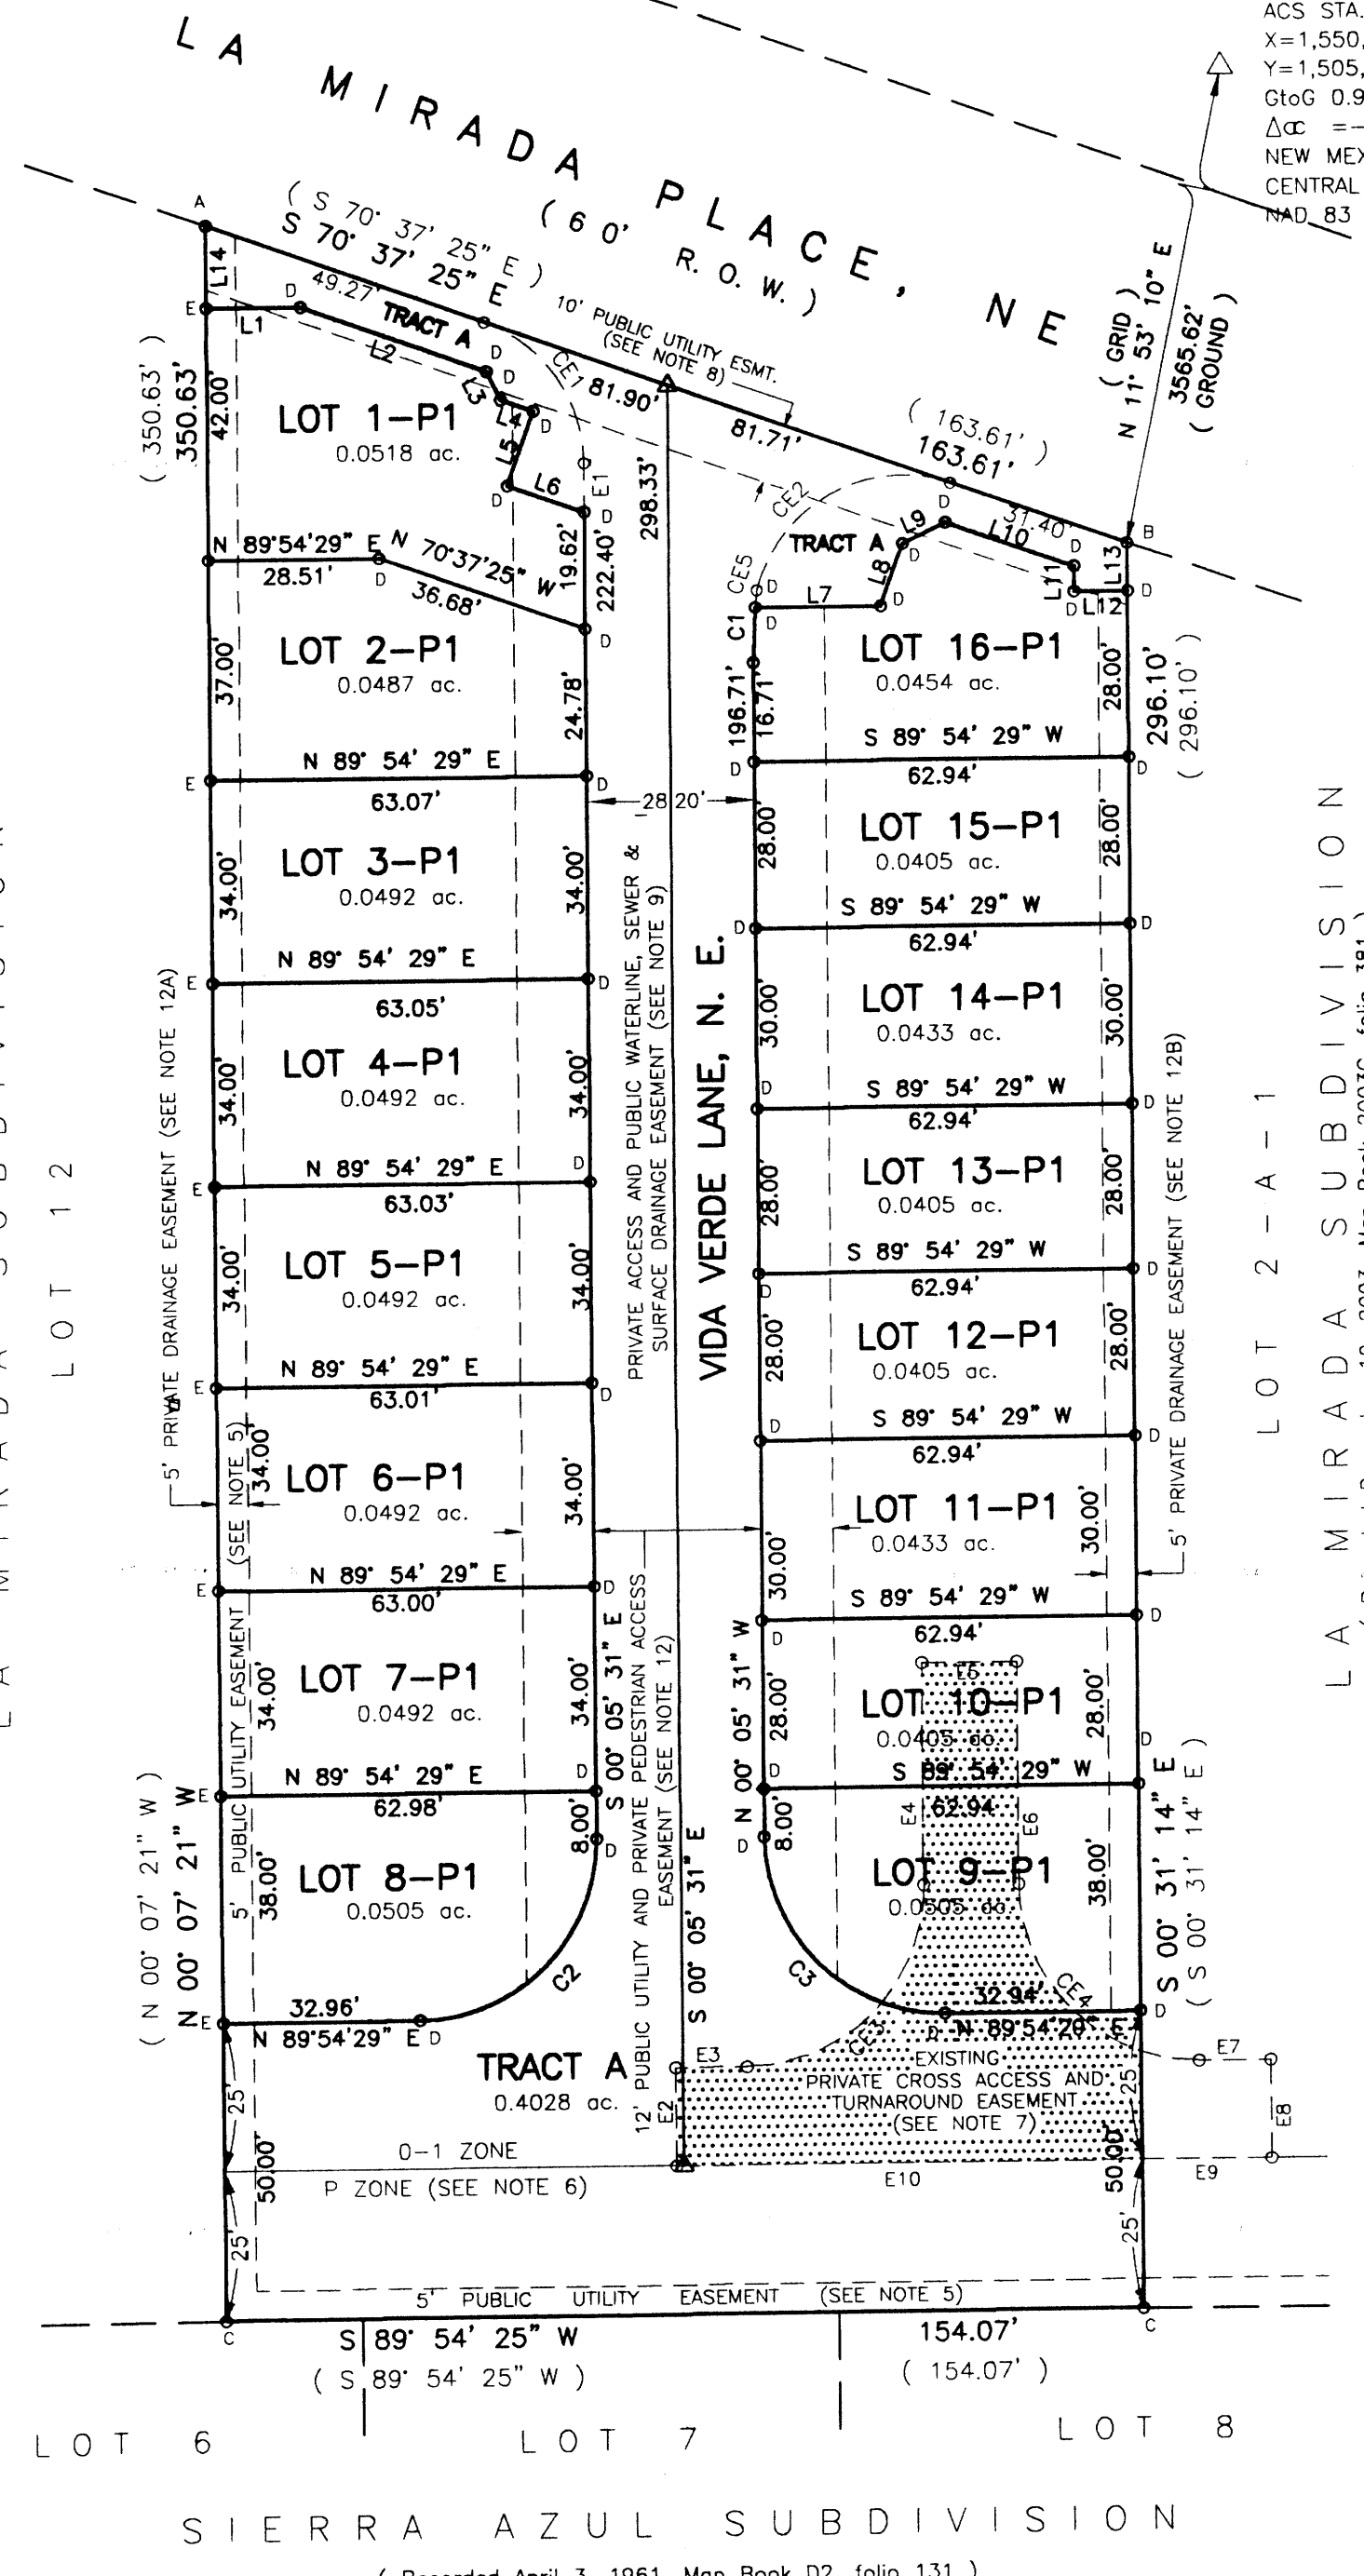 ACS STA.
X=1,550,
Y=1,505,
GtoG 0.9
Δα =-
NEW MEX
CENTRAL
NAD 83
LA MIRADA PLACE, NE
( 60' R. O. W. )
( S 70° 37' 25" E )
S 70° 37' 25" E
A
L14
49.27'
TRACT A
E
D
L1
L2
L3
D
L4
D
L5
D
L6
D
CE1
81.90'
10' PUBLIC UTILITY ESMT.
(SEE NOTE 8)
81.71'
( 163.61' )
163.61'
N 11° 53' 10" E
( GRID )
3565.62'
( GROUND )
31.40'
B
CE2
TRACT A
L9
D
L10
D
L11
D
L12
L13
L8
D
L7
CE5
D
D
C1
E1
( 350.63' )
350.63'
42.00'
LOT 1-P1
0.0518 ac.
298.33'
19.62'
222.40'
N 89°54'29" E
28.51'
D
N 70°37'25" W
36.68'
D
LOT 2-P1
0.0487 ac.
37.00'
24.78'
196.71'
16.71'
LOT 16-P1
0.0454 ac.
28.00'
296.10'
( 296.10' )
N 89° 54' 29" E
63.07'
E
D
28.20'
S 89° 54' 29" W
62.94'
D
D
LOT 3-P1
0.0492 ac.
34.00'
34.00'
LOT 15-P1
0.0405 ac.
28.00'
28.00'
N 89° 54' 29" E
63.05'
E
D
S 89° 54' 29" W
62.94'
D
D
LOT 4-P1
0.0492 ac.
34.00'
34.00'
LOT 14-P1
0.0433 ac.
30.00'
30.00'
N 89° 54' 29" E
63.03'
E
D
S 89° 54' 29" W
62.94'
D
D
LOT 5-P1
0.0492 ac.
34.00'
34.00'
LOT 13-P1
0.0405 ac.
28.00'
28.00'
N 89° 54' 29" E
63.01'
E
D
S 89° 54' 29" W
62.94'
D
D
LOT 6-P1
0.0492 ac.
34.00'
34.00'
LOT 12-P1
0.0405 ac.
28.00'
28.00'
N 89° 54' 29" E
63.00'
E
D
S 89° 54' 29" W
62.94'
D
D
LOT 7-P1
0.0492 ac.
34.00'
34.00'
LOT 11-P1
0.0433 ac.
30.00'
30.00'
N 89° 54' 29" E
62.98'
E
D
S 89° 54' 29" W
62.94'
D
D
LOT 8-P1
0.0505 ac.
38.00'
8.00'
D
LOT 10-P1
0.0405 ac.
28.00'
28.00'
E5
S 89° 54' 29" W
62.94'
D
D
E4
E6
LOT 9-P1
0.0505 ac.
38.00'
8.00'
D
C2
C3
32.96'
N 89°54'29" E
E
D
32.94'
N 89°54'29" E
D
D
CE3
CE4
VIDA VERDE LANE, N. E.
PRIVATE ACCESS AND PUBLIC WATERLINE, SEWER &
SURFACE DRAINAGE EASEMENT (SEE NOTE 9)
12' PUBLIC UTILITY AND PRIVATE PEDESTRIAN ACCESS
EASEMENT (SEE NOTE 12)
S 00° 05' 31" E
S 00° 05' 31" E
N 00° 05' 31" W
5' PRIVATE DRAINAGE EASEMENT (SEE NOTE 12A)
5' PUBLIC UTILITY EASEMENT (SEE NOTE 5)
5' PRIVATE DRAINAGE EASEMENT (SEE NOTE 12B)
( N 00° 07' 21" W )
N 00° 07' 21" W
S 00° 31' 14" E
( S 00° 31' 14" E )
TRACT A
0.4028 ac.
E3
E2
EXISTING
PRIVATE CROSS ACCESS AND
TURNAROUND EASEMENT
(SEE NOTE 7)
E7
E8
E9
E10
25'
50.00'
25'
25'
50.00'
25'
O-1 ZONE
P ZONE (SEE NOTE 6)
5' PUBLIC UTILITY EASEMENT (SEE NOTE 5)
C
C
S 89° 54' 25" W
154.07'
( S 89° 54' 25" W )
( 154.07' )
LOT 12
LOT 2-A-1
LA MIRADA SUBDIVISION
LOT 6
LOT 7
LOT 8
SIERRA AZUL SUBDIVISION
( Recorded April 3, 1961, Map Book D2, folio 131 )